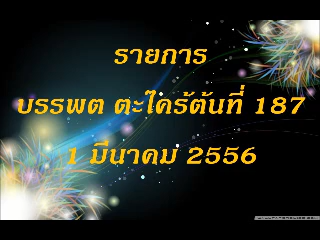 รายการ
บรรพต ตะไคร้ต้นที่ 187
1 มีนาคม 2556